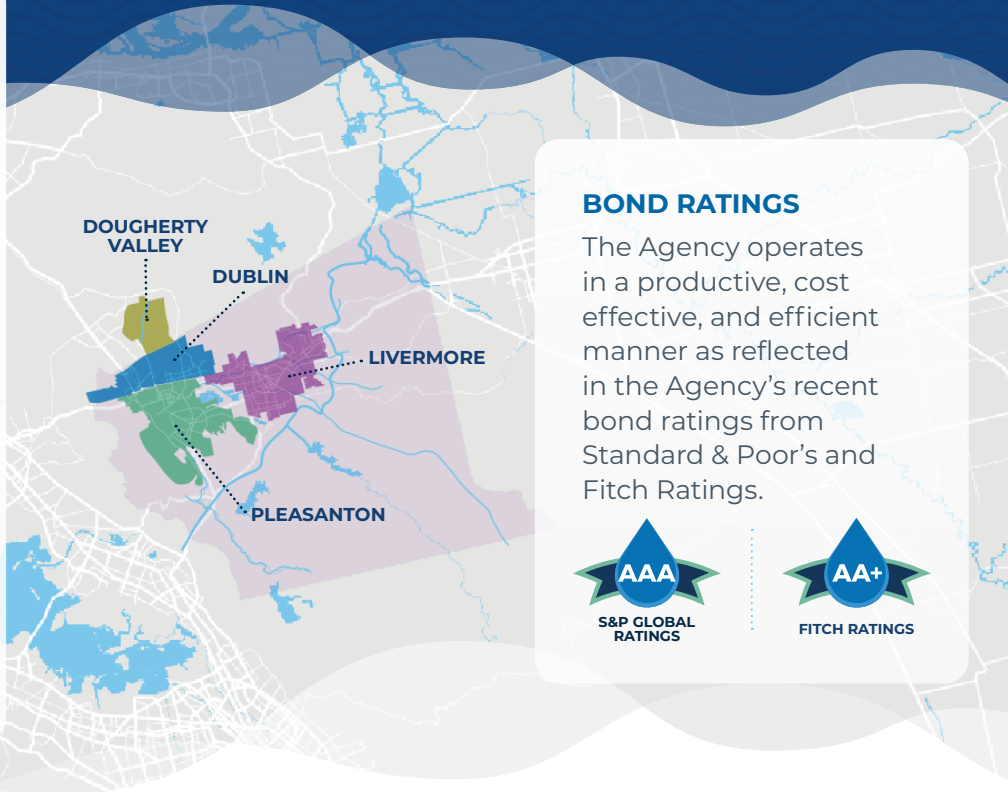 DOUGHERTY
VALLEY
DUBLIN
LIVERMORE
PLEASANTON
BOND RATINGS
The Agency operates
in a productive, cost
effective, and efficient
manner as reflected
in the Agency’s recent
bond ratings from
Standard & Poor’s and
Fitch Ratings.
AAA
S&P GLOBAL
RATINGS
AA+
FITCH RATINGS